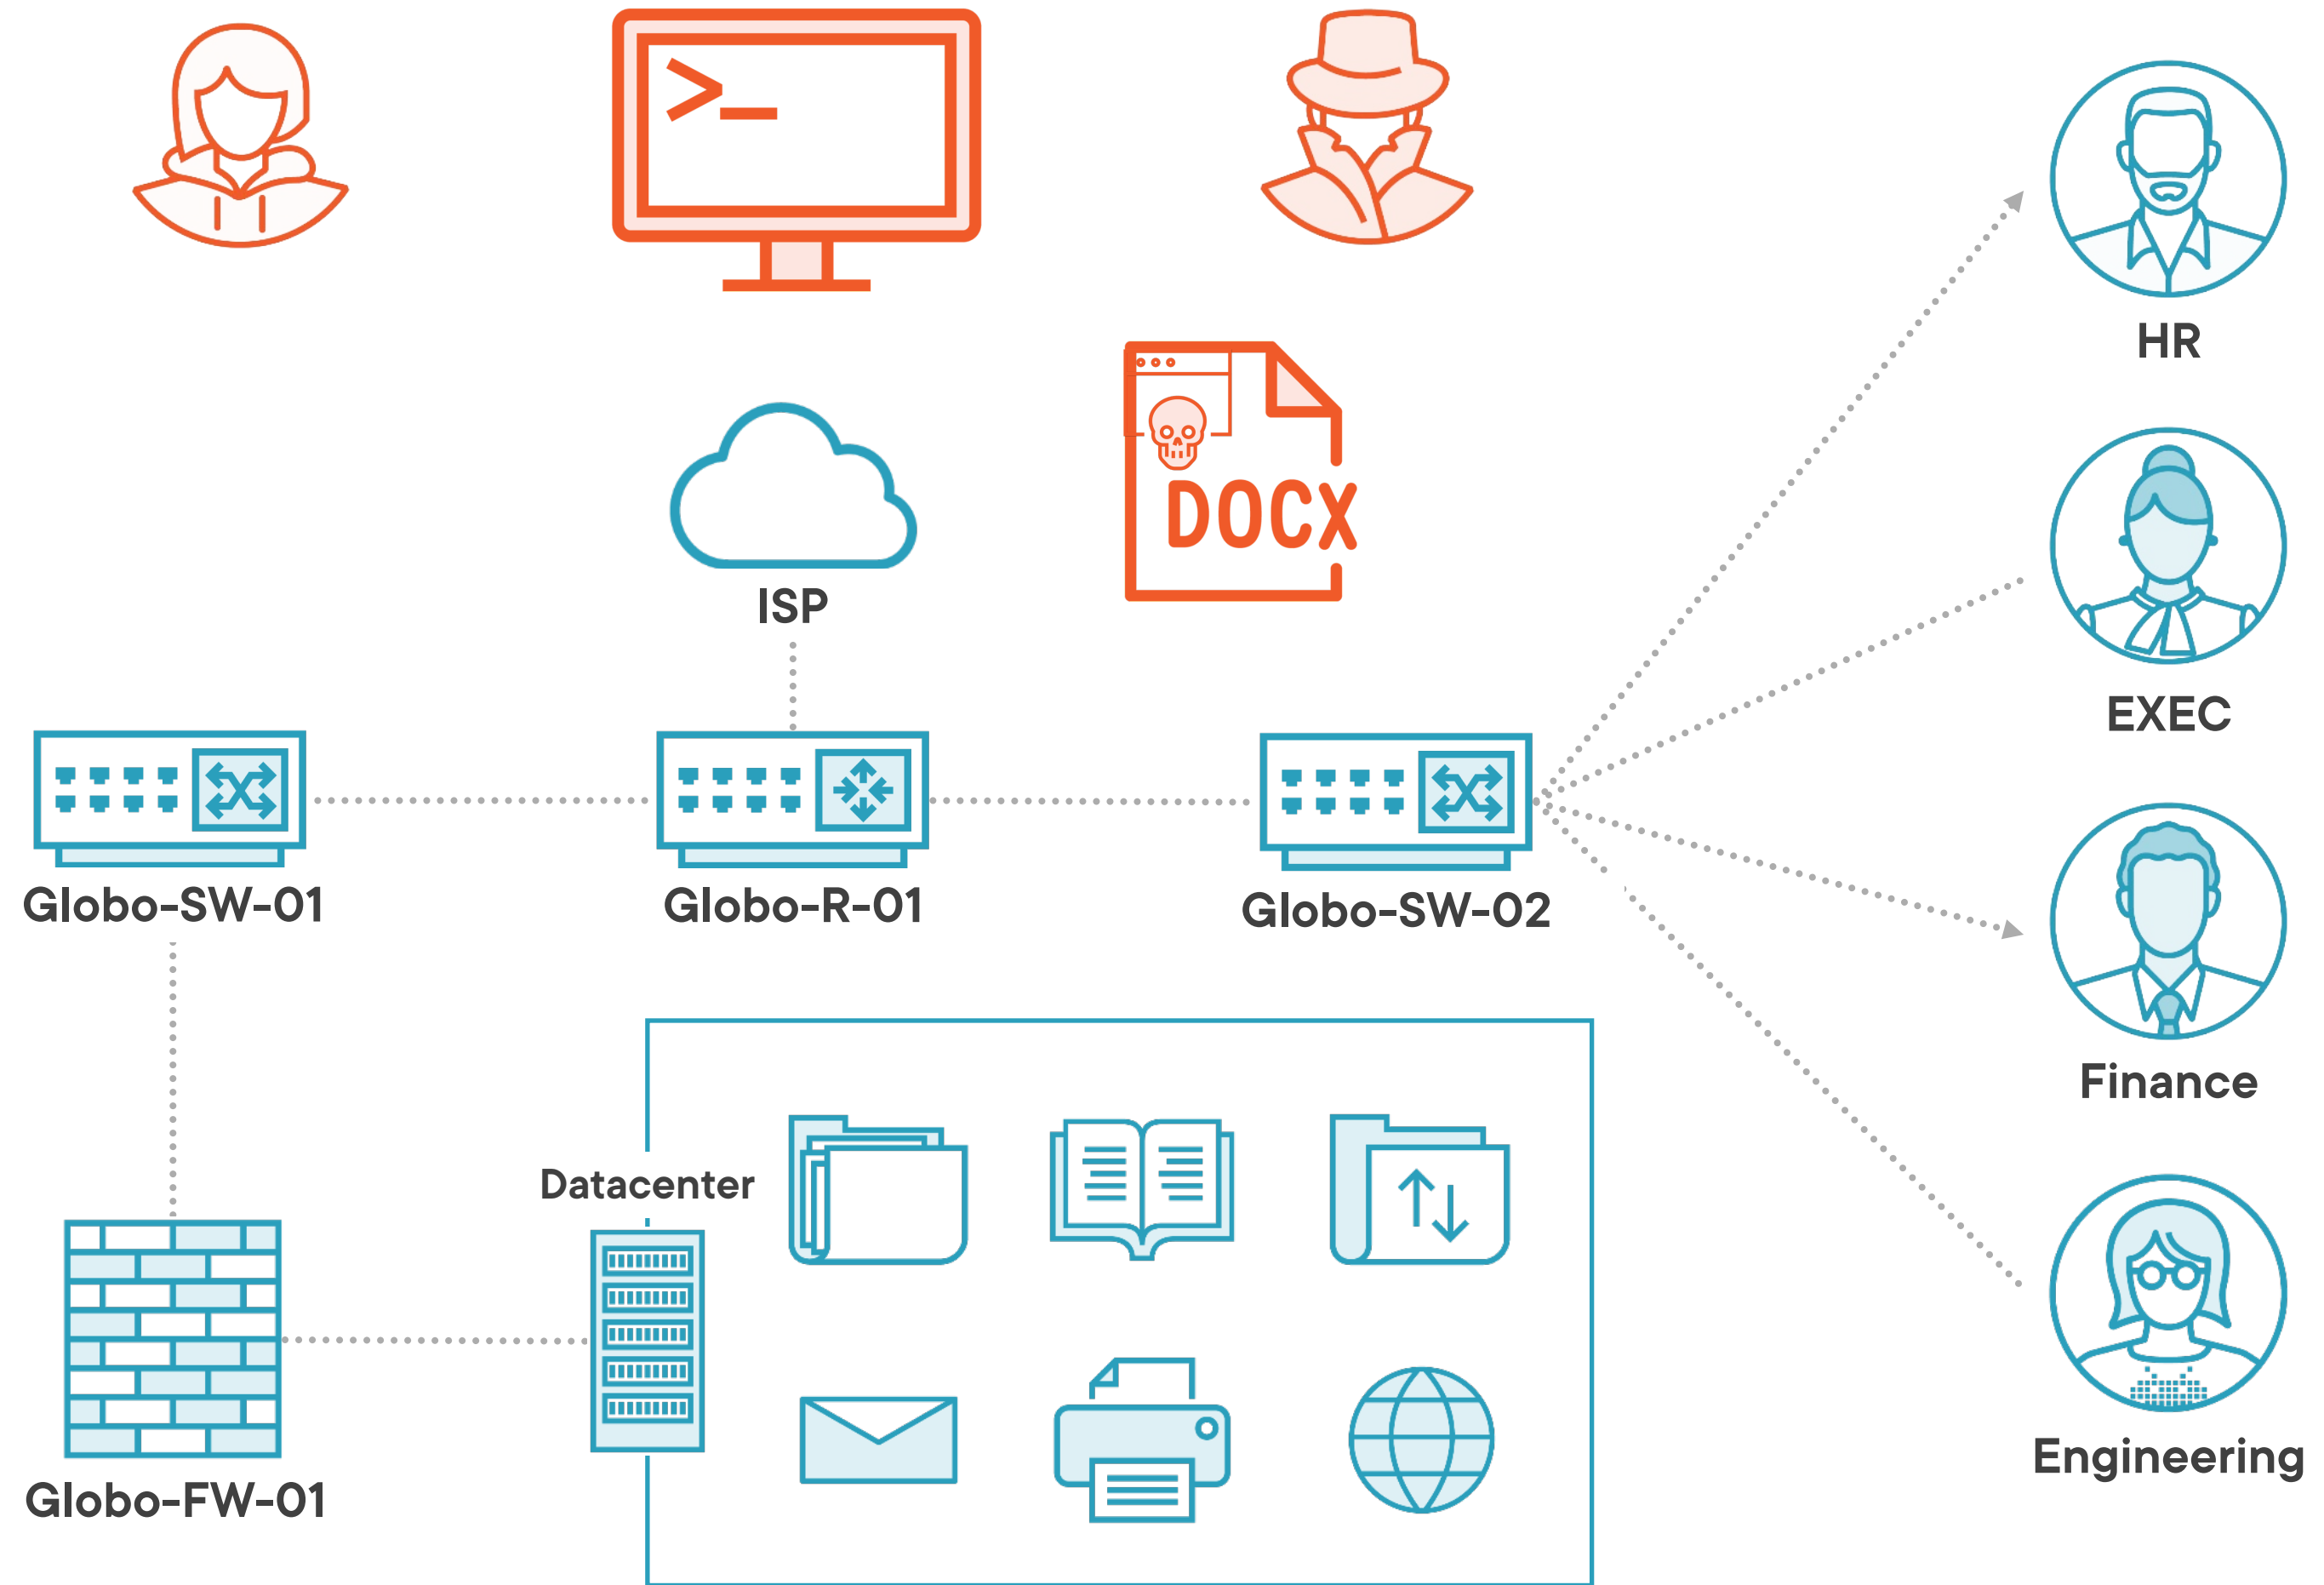 >_
HR
DOCX
ISP
EXEC
Globo-SW-01
Globo-R-01
Globo-SW-02
Finance
Datacenter
Engineering
Globo-FW-01